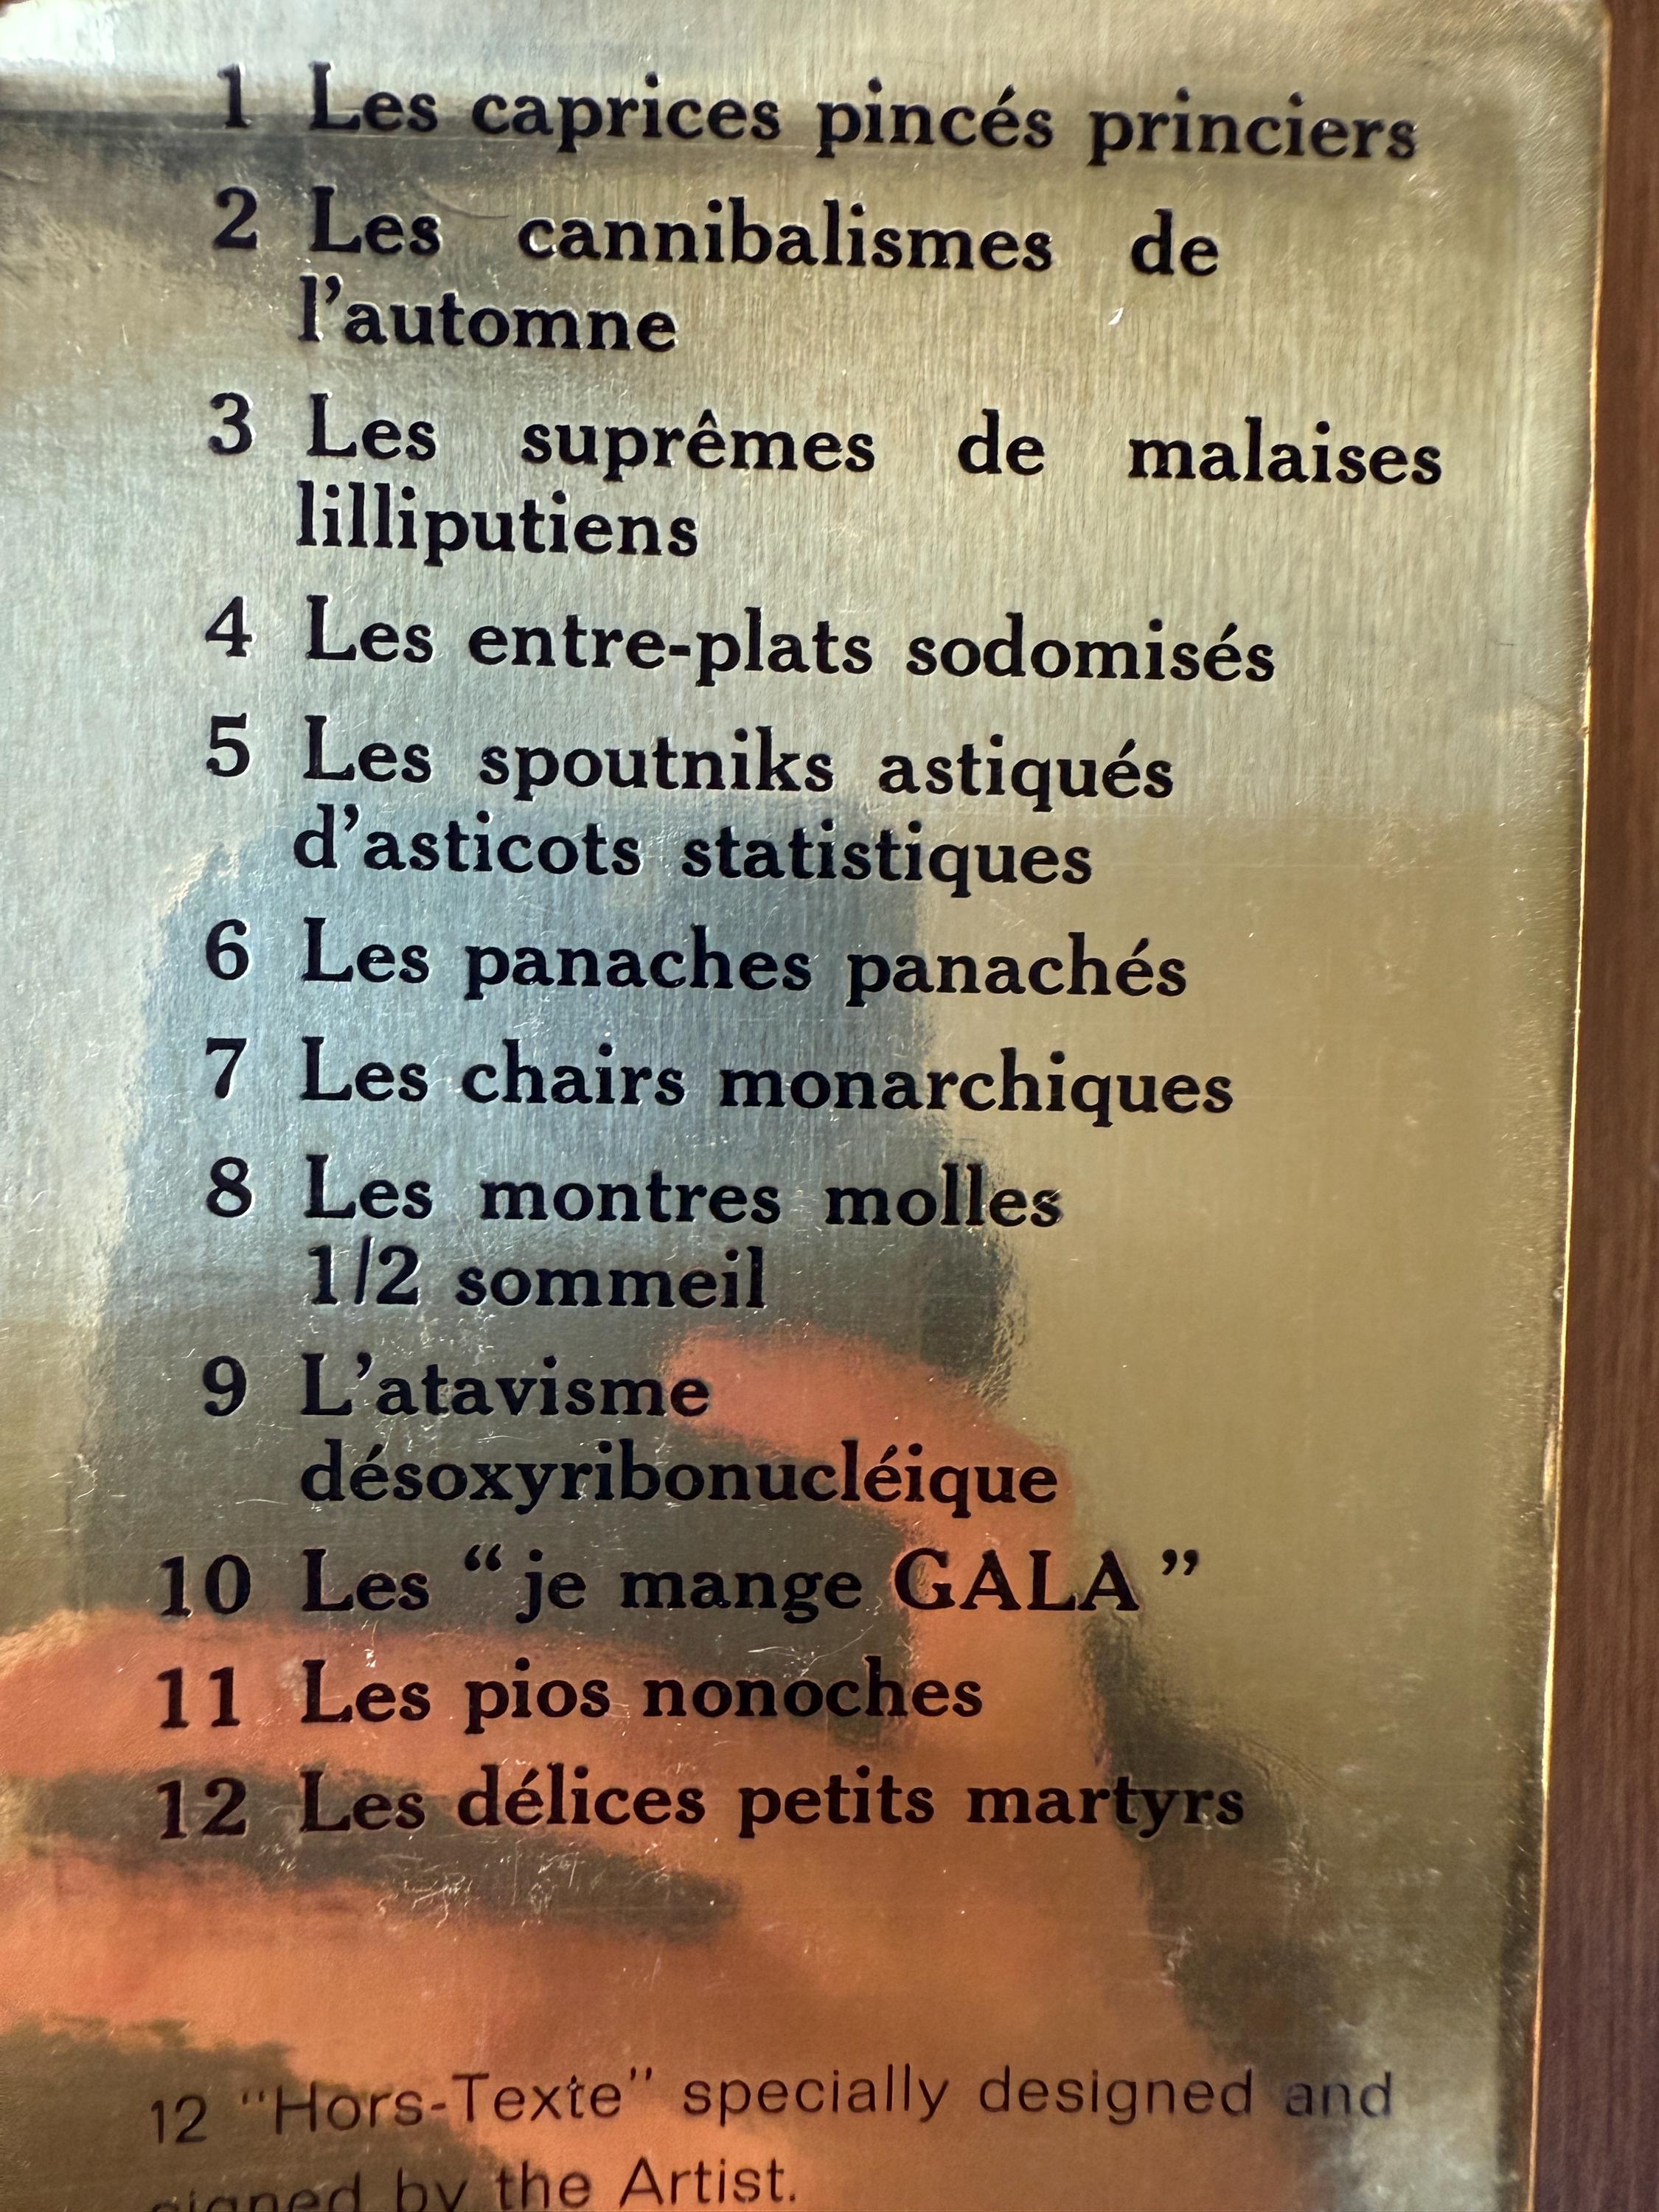 1 Les caprices pincés princiers
2 Les cannibalismes de
l’automne
3 Les suprêmes de malaises
lilliputiens
4 Les entre-plats sodomisés
5 Les spoutniks astiqués
d’asticots statistiques
6 Les panaches panachés
7 Les chairs monarchiques
8 Les montres molles
1/2 sommeil
9 L’atavisme
désoxyribonucléique
10 Les “je mange GALA”
11 Les pios nonoches
12 Les délices petits martyrs
12 "Hors-Texte" specially designed and
signed by the Artist.